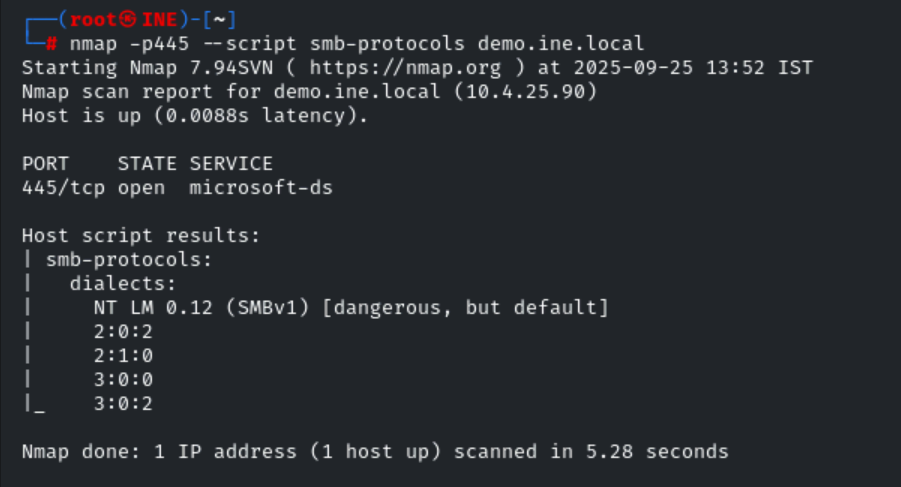 ┌──(root㉿INE)-[~]
└─# nmap -p445 --script smb-protocols demo.ine.local
Starting Nmap 7.94SVN ( https://nmap.org ) at 2025-09-25 13:52 IST
Nmap scan report for demo.ine.local (10.4.25.90)
Host is up (0.0088s latency).

PORT    STATE SERVICE
445/tcp open  microsoft-ds

Host script results:
| smb-protocols:
|   dialects:
|     NT LM 0.12 (SMBv1) [dangerous, but default]
|     2:0:2
|     2:1:0
|     3:0:0
|_    3:0:2

Nmap done: 1 IP address (1 host up) scanned in 5.28 seconds